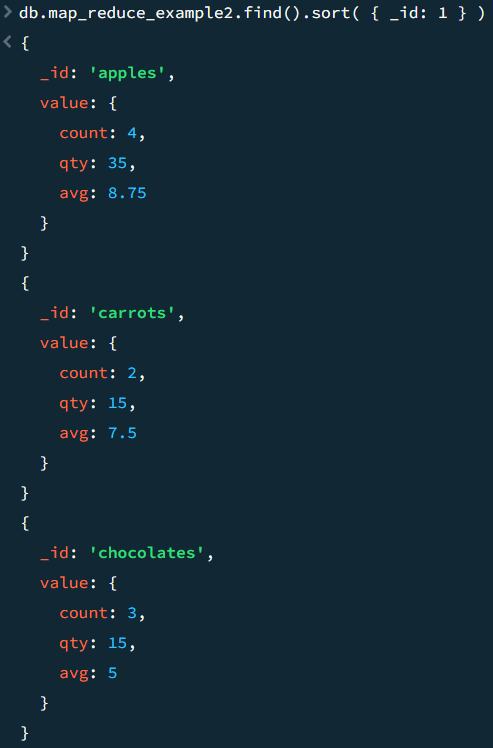 > db.map_reduce_example2.find().sort( { _id: 1 } )
< {
_id: 'apples',
value: {
count: 4,
qty: 35,
avg: 8.75
}
}
{
_id: 'carrots',
value: {
count: 2,
qty: 15,
avg: 7.5
}
}
{
_id: 'chocolates',
value: {
count: 3,
qty: 15,
avg: 5
}
}